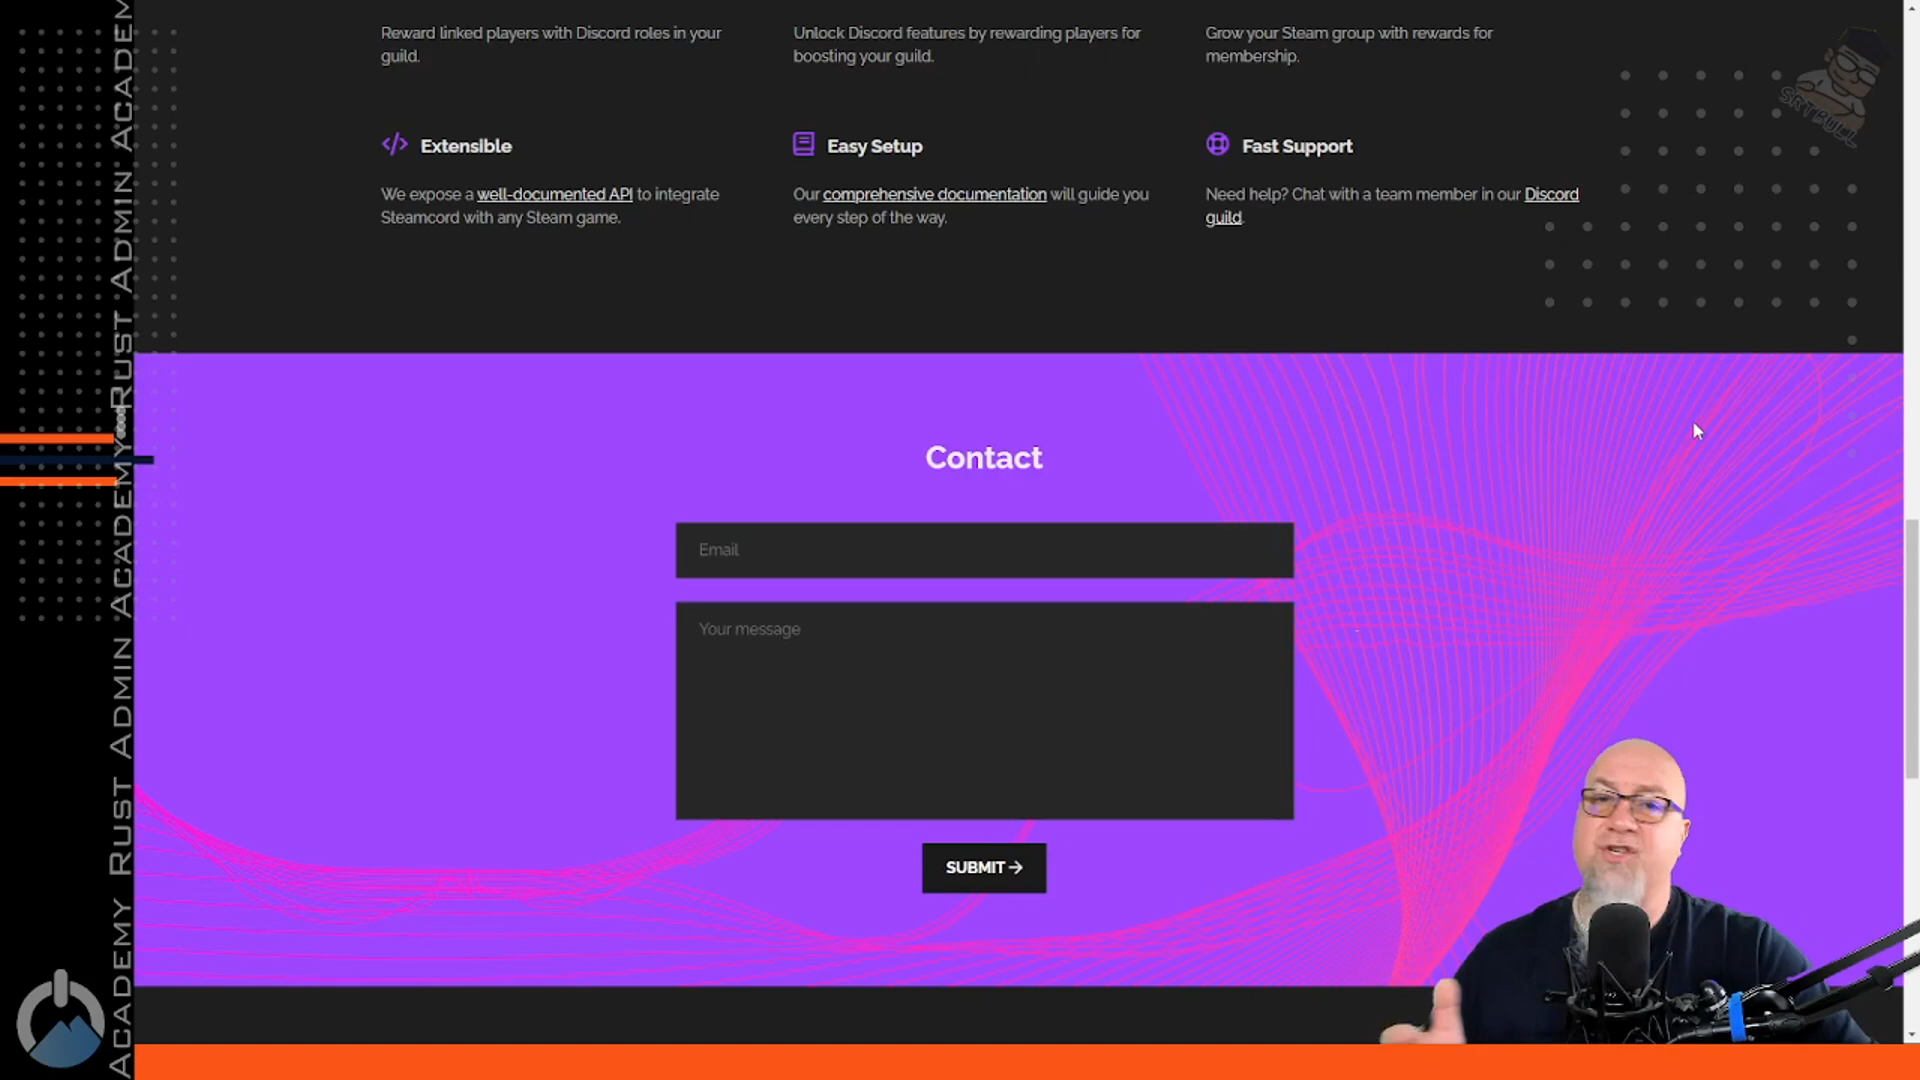 Reward linked players with Discord roles in your
guild.
Unlock Discord features by rewarding players for
boosting your guild.
Grow your Steam group with rewards for
membership.
Extensible
We expose a well-documented API to integrate
Steamcord with any Steam game.
Easy Setup
Our comprehensive documentation will guide you
every step of the way.
Fast Support
Need help? Chat with a team member in our Discord
guild.
Contact
Email
Your message
SUBMIT
ACADEMY RUST ADMIN ACADEMY RUST ADMIN ACADEM
SRTBULL